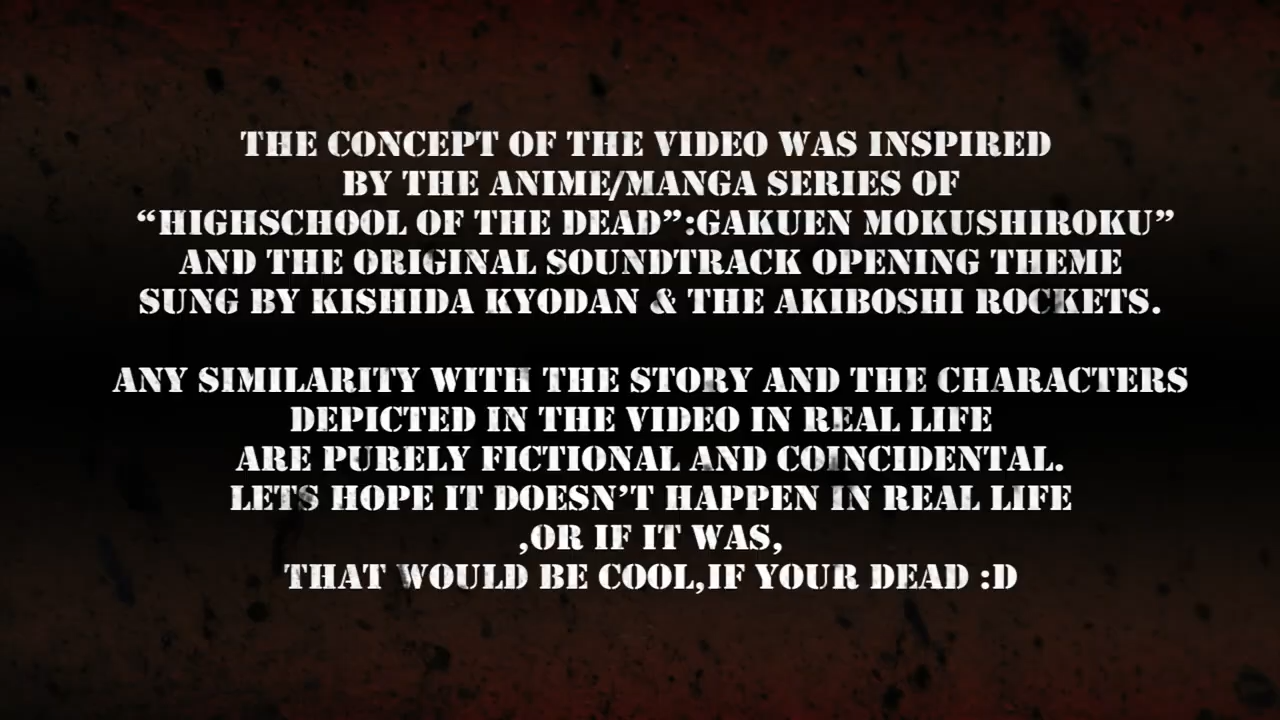 THE CONCEPT OF THE VIDEO WAS INSPIRED
BY THE ANIME/MANGA SERIES OF
“HIGHSCHOOL OF THE DEAD”:GAKUEN MOKUSHIROKU”
AND THE ORIGINAL SOUNDTRACK OPENING THEME
SUNG BY KISHIDA KYODAN & THE AKIBOSHI ROCKETS.
ANY SIMILARITY WITH THE STORY AND THE CHARACTERS
DEPICTED IN THE VIDEO IN REAL LIFE
ARE PURELY FICTIONAL AND COINCIDENTAL.
LETS HOPE IT DOESN’T HAPPEN IN REAL LIFE
,OR IF IT WAS,
THAT WOULD BE COOL,IF YOUR DEAD :D